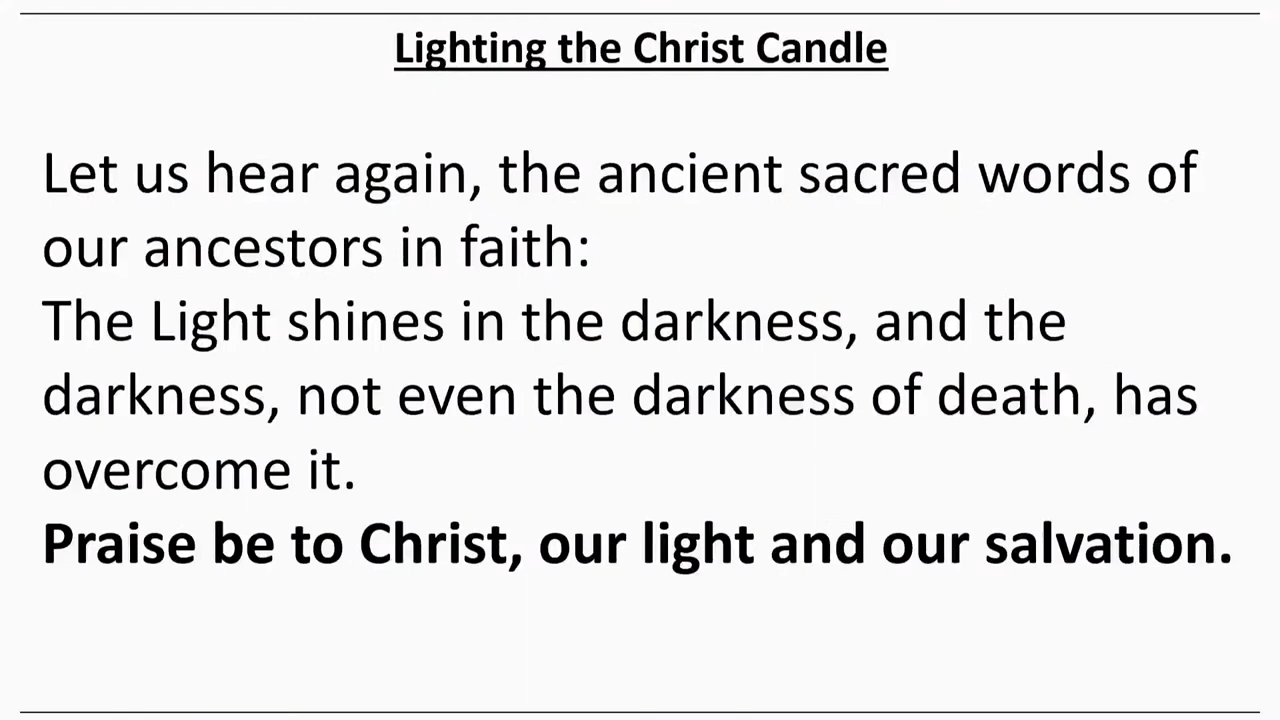 Lighting the Christ Candle
Let us hear again, the ancient sacred words of
our ancestors in faith:
The Light shines in the darkness, and the
darkness, not even the darkness of death, has
overcome it.
Praise be to Christ, our light and our salvation.